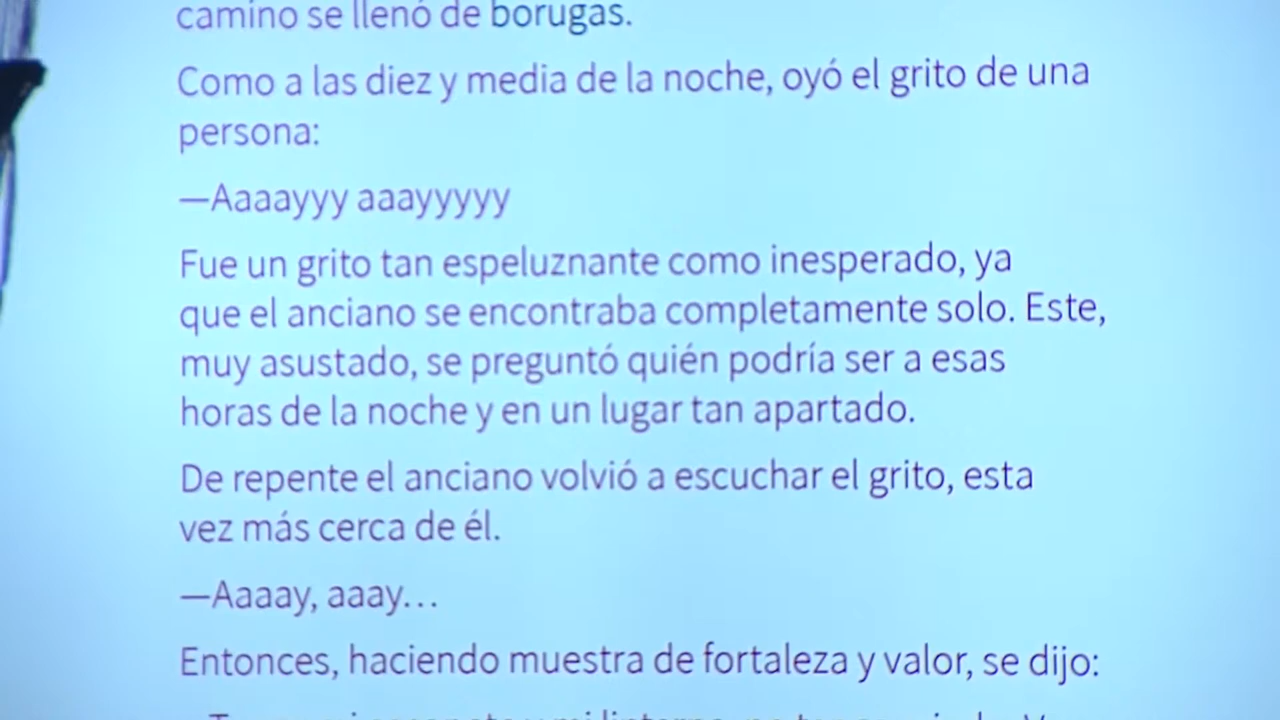 camino se llenó de borugas.
Como a las diez y media de la noche, oyó el grito de una
persona:
—Aaaayyy aaayyyyy
Fue un grito tan espeluznante como inesperado, ya
que el anciano se encontraba completamente solo. Este,
muy asustado, se preguntó quién podría ser a esas
horas de la noche y en un lugar tan apartado.
De repente el anciano volvió a escuchar el grito, esta
vez más cerca de él.
—Aaaay, aaay…
Entonces, haciendo muestra de fortaleza y valor, se dijo: